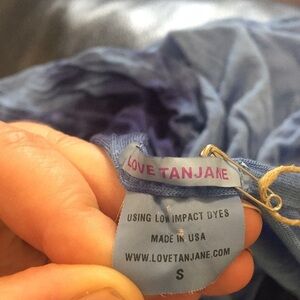 LOVE TANJANE
USING LOW IMPACT DYES
MADE IN USA
WWW.LOVETANJANE.COM
S